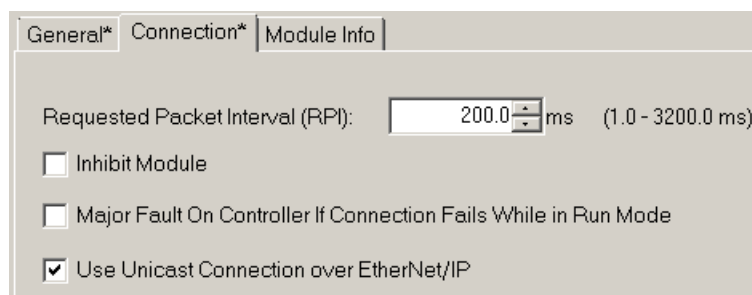 General* Connection* Module Info
Requested Packet Interval (RPI): 200.0 ms (1.0 - 3200.0 ms)
Inhibit Module
Major Fault On Controller If Connection Fails While in Run Mode
Use Unicast Connection over EtherNet/IP